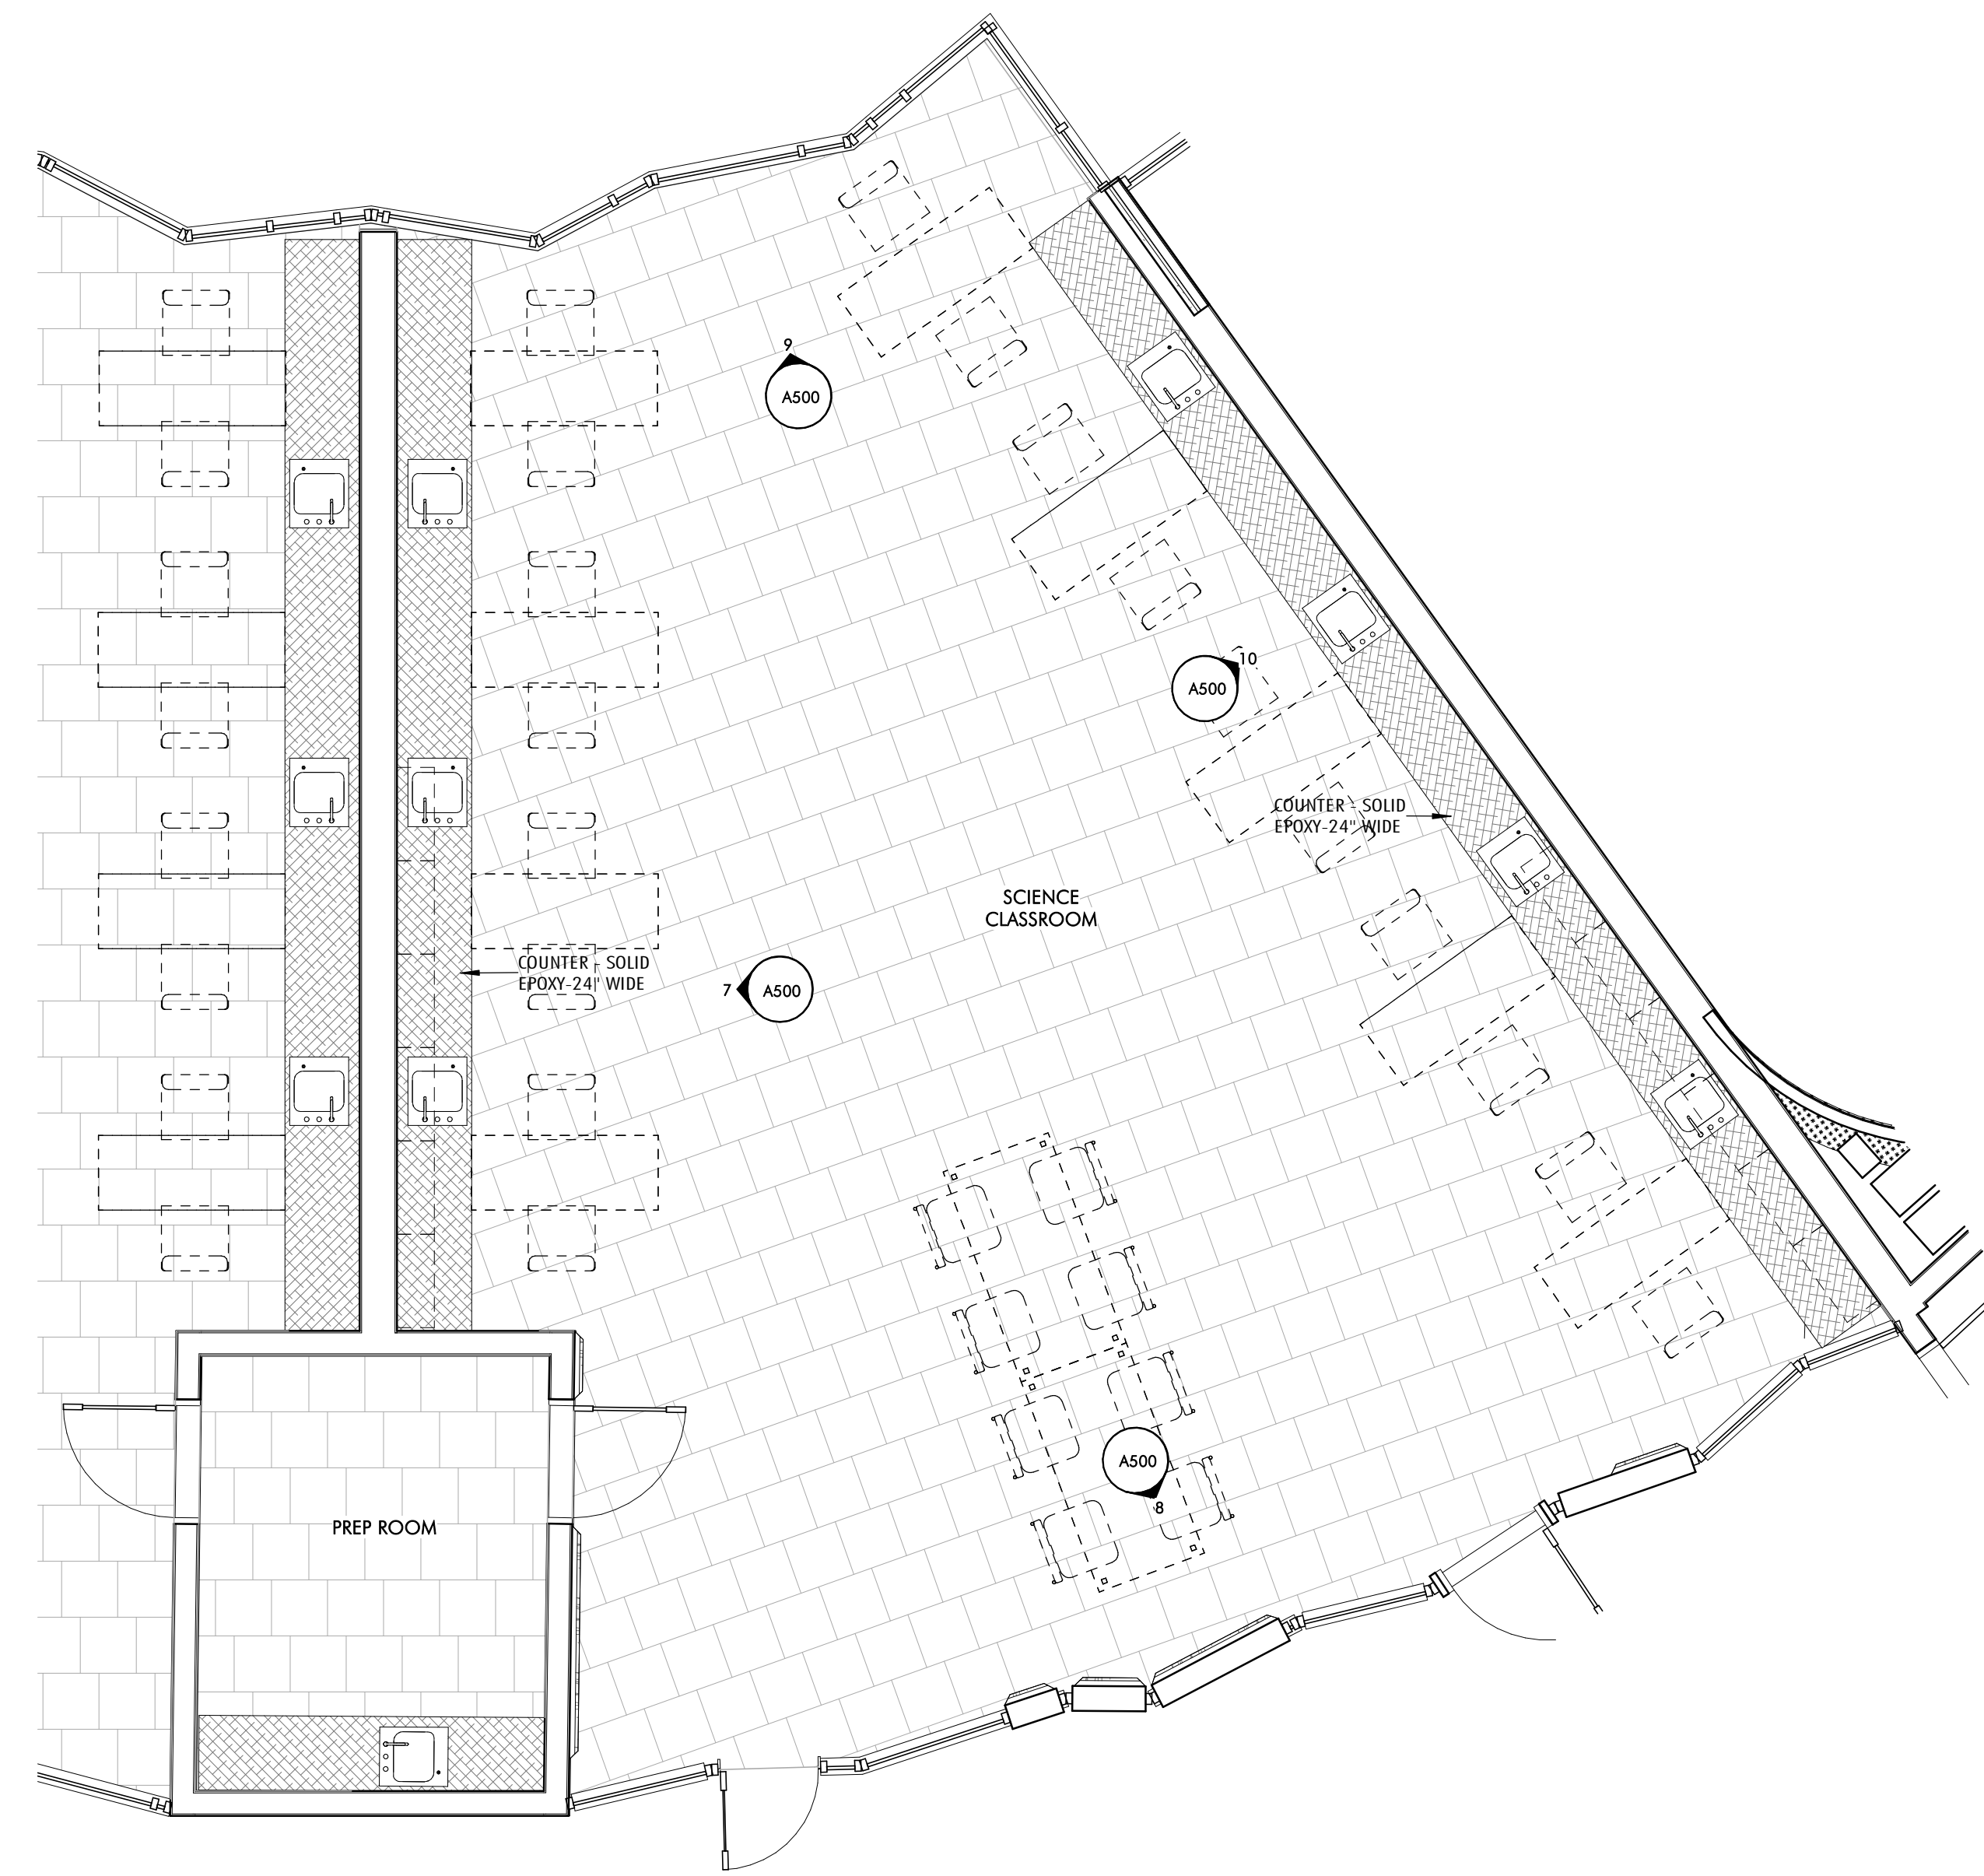 9
A500
10
A500
COUNTER - SOLID
EPOXY-24" WIDE
SCIENCE
CLASSROOM
COUNTER - SOLID
EPOXY-24" WIDE
7
A500
A500
8
PREP ROOM